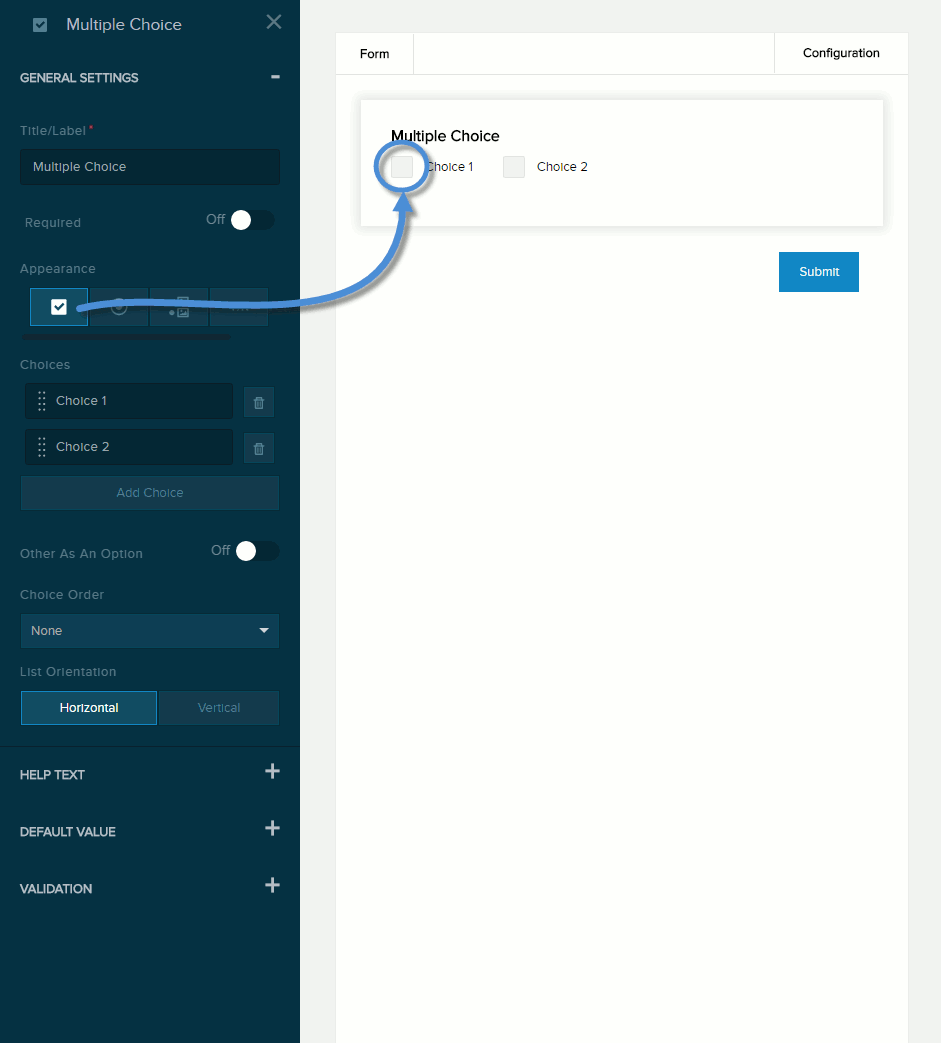 Multiple Choice
GENERAL SETTINGS
Title/Label*
Multiple Choice
Required
Off
Appearance
Choices
Choice 1
Choice 2
Add Choice
Other As An Option
Off
Choice Order
None
List Orientation
Horizontal
Vertical
HELP TEXT
DEFAULT VALUE
VALIDATION
Form
Configuration
Multiple Choice
Choice 1
Choice 2
Submit